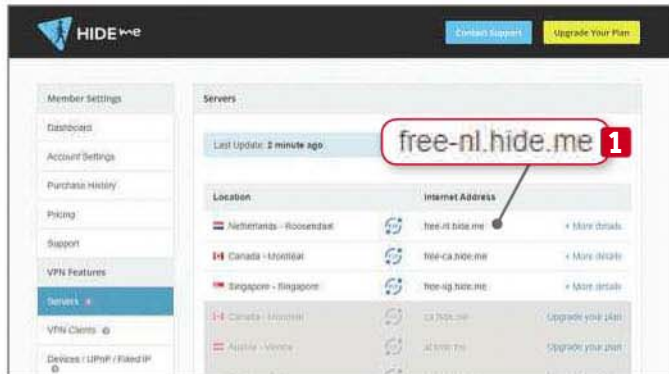 HIDE me
Contact Support
Upgrade Your Plan
Member Settings
Dashboard
Account Settings
Purchase History
Pricing
Support
VPN Features
Servers
VPN Clients
Devices / UPnP / Fixed IP
Servers
Last Update: 2 minute ago
free-nl.hide.me 1
Location Internet Address
Netherlands - Roosendaal free-nl.hide.me + More details
Canada - Montreal free-ca.hide.me + More details
Singapore - Singapore free-sg.hide.me + More details
Canada - Montreal ca.hide.me Upgrade your plan
Austria - Vienna at.hide.me Upgrade your plan